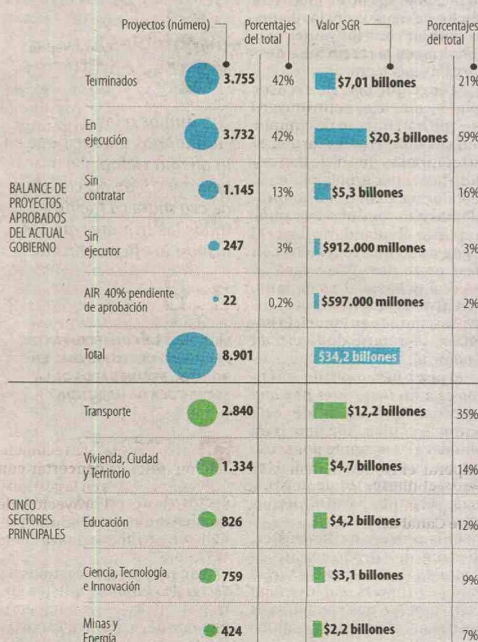 Proyectos (número)
Porcentajes
del total
Valor SGR
Porcentajes
del total
BALANCE DE
PROYECTOS
APROBADOS
DEL ACTUAL
GOBIERNO
Terminados
3.755
42%
$7,01 billones
21%
En
ejecución
3.732
42%
$20,3 billones
59%
Sin
contratar
1.145
13%
$5,3 billones
16%
Sin
ejecutor
247
3%
$912.000 millones
3%
AIR 40% pendiente
de aprobación
22
0,2%
$597.000 millones
2%
Total
8.901
$34,2 billones
CINCO
SECTORES
PRINCIPALES
Transporte
2.840
$12,2 billones
35%
Vivienda, Ciudad
y Territorio
1.334
$4,7 billones
14%
Educación
826
$4,2 billones
12%
Ciencia, Tecnología
e Innovación
759
$3,1 billones
9%
Minas y
Energía
424
$2,2 billones
7%